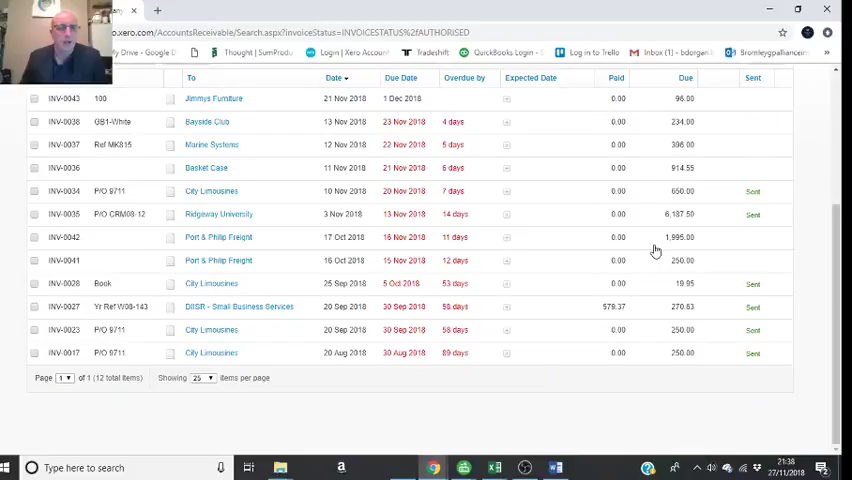 .xero.com/AccountsReceivable/Search.aspx?invoiceStatus=INVOICESTATUS%2fAUTHORISED
My Drive - Google D
Thought | SumProdu
Login | Xero Accou
Tradeshift
QuickBooks Login -
Log in to Trello
Inbox (1) - bdorgan
Bromleygpalliancein
To Date Due Date Overdue by Expected Date Paid Due Sent
INV-0043 100 Jimmys Furniture 21 Nov 2018 1 Dec 2018 0.00 96.00
INV-0038 GB1-White Bayside Club 13 Nov 2018 23 Nov 2018 4 days 0.00 234.00
INV-0037 Ref MK815 Marine Systems 12 Nov 2018 22 Nov 2018 5 days 0.00 396.00
INV-0036 Basket Case 11 Nov 2018 21 Nov 2018 6 days 0.00 914.55
INV-0034 P/O 9711 City Limousines 10 Nov 2018 20 Nov 2018 7 days 0.00 650.00 Sent
INV-0035 P/O CRM08-12 Ridgeway University 3 Nov 2018 13 Nov 2018 14 days 0.00 6,187.50 Sent
INV-0042 Port & Philip Freight 17 Oct 2018 16 Nov 2018 11 days 0.00 1,995.00
INV-0041 Port & Philip Freight 16 Oct 2018 15 Nov 2018 12 days 0.00 250.00
INV-0028 Book City Limousines 25 Sep 2018 5 Oct 2018 53 days 0.00 19.95 Sent
INV-0027 Yr Ref W08-143 DIISR - Small Business Services 20 Sep 2018 30 Sep 2018 58 days 579.37 270.63 Sent
INV-0023 P/O 9711 City Limousines 20 Sep 2018 30 Sep 2018 58 days 0.00 250.00 Sent
INV-0017 P/O 9711 City Limousines 20 Aug 2018 30 Aug 2018 89 days 0.00 250.00 Sent
Page 1 of 1 (12 total items) Showing 25 items per page
Type here to search
21:38
27/11/2018
2